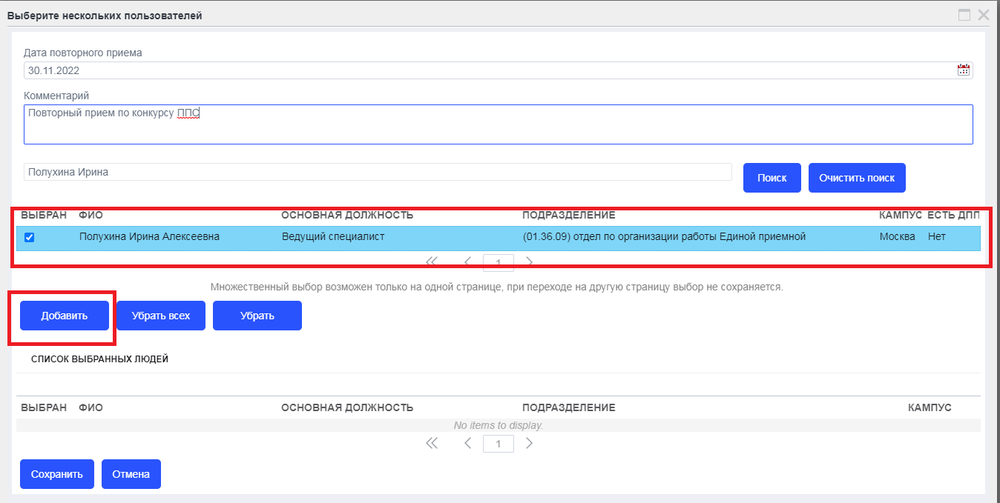 Выберите нескольких пользователей
Дата повторного приема
30.11.2022
Комментарий
Повторный прием по конкурсу ППС
Полухина Ирина Поиск Очистить поиск
ВЫБРАН ФИО ОСНОВНАЯ ДОЛЖНОСТЬ ПОДРАЗДЕЛЕНИЕ КАМПУС ЕСТЬ ДПП
Полухина Ирина Алексеевна Ведущий специалист (01.36.09) отдел по организации работы Единой приемной Москва Нет
1
Множественный выбор возможен только на одной странице, при переходе на другую страницу выбор не сохраняется.
Добавить Убрать всех Убрать
СПИСОК ВЫБРАННЫХ ЛЮДЕЙ
ВЫБРАН ФИО ОСНОВНАЯ ДОЛЖНОСТЬ ПОДРАЗДЕЛЕНИЕ КАМПУС
No items to display.
1
Сохранить Отмена